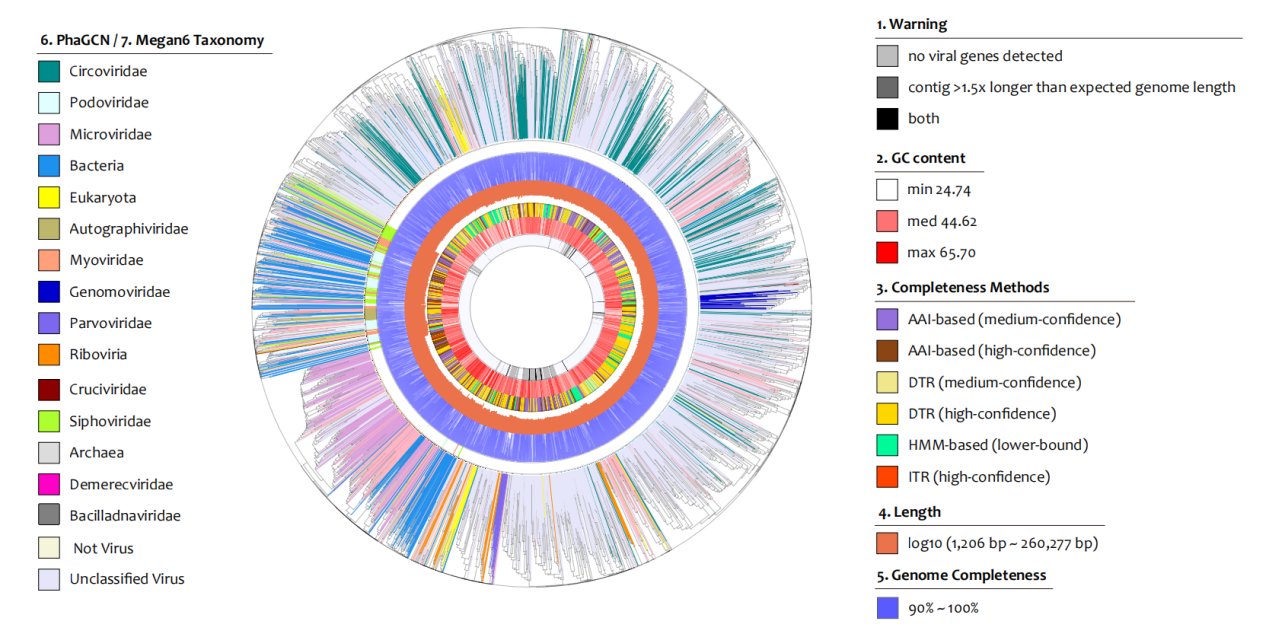 6. PhaGCN / 7. Megan6 Taxonomy
Circoviridae
Podoviridae
Microviridae
Bacteria
Eukaryota
Autographiviridae
Myoviridae
Genomoviridae
Parvoviridae
Riboviria
Cruciviridae
Siphoviridae
Archaea
Demerecviridae
Bacilladnaviridae
Not Virus
Unclassified Virus
1. Warning
no viral genes detected
contig >1.5x longer than expected genome length
both
2. GC content
min 24.74
med 44.62
max 65.70
3. Completeness Methods
AAI-based (medium-confidence)
AAI-based (high-confidence)
DTR (medium-confidence)
DTR (high-confidence)
HMM-based (lower-bound)
ITR (high-confidence)
4. Length
log10 (1,206 bp ~ 260,277 bp)
5. Genome Completeness
90% ~ 100%